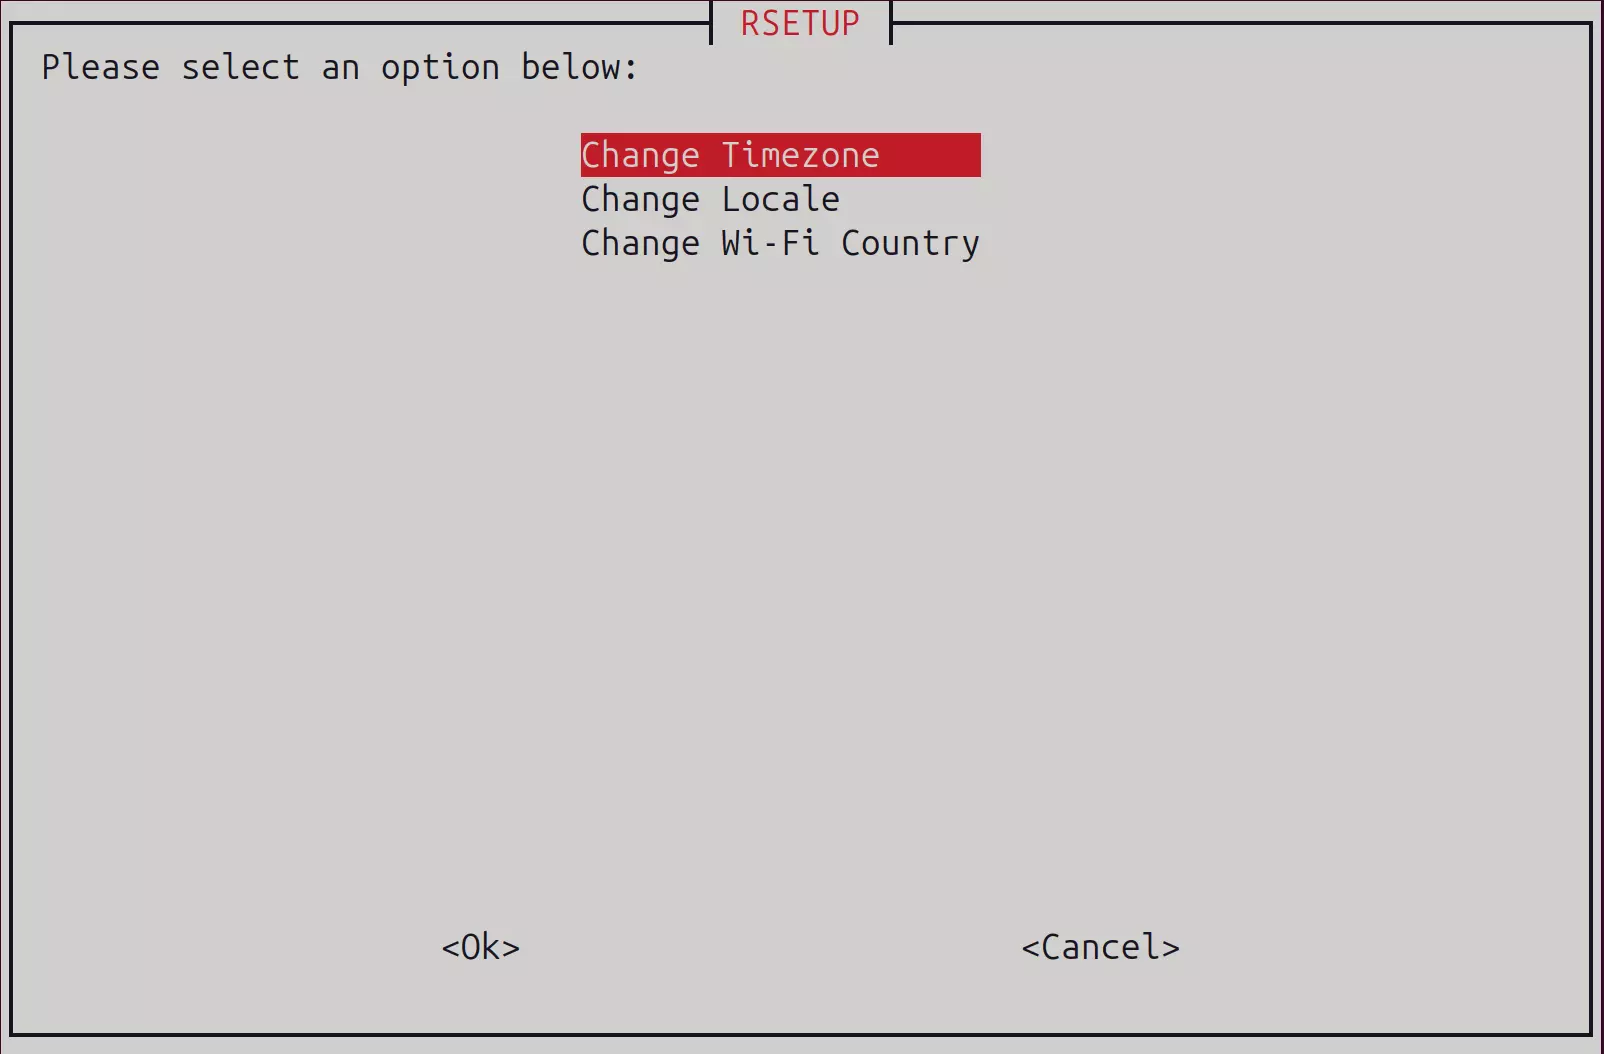 RSETUP
Please select an option below:
Change Timezone
Change Locale
Change Wi-Fi Country
<Ok> <Cancel>